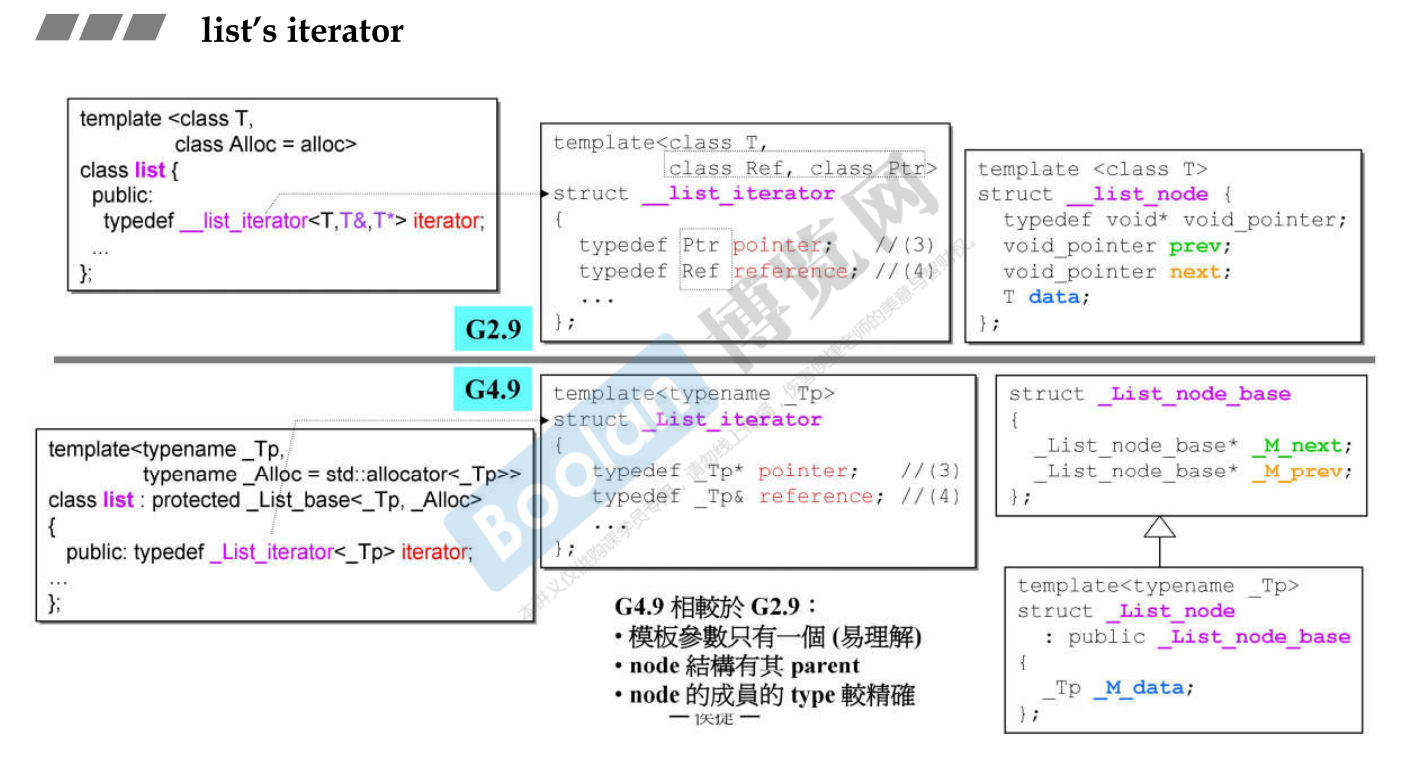 list's iterator
template <class T,
class Alloc = alloc>
class list {
public:
typedef __list_iterator<T,T&,T*> iterator;
...
};
template<class T,
class Ref, class Ptr>
struct __list_iterator
{
typedef Ptr pointer; //(3)
typedef Ref reference; //(4)
...
};
template <class T>
struct __list_node {
typedef void* void_pointer;
void_pointer prev;
void_pointer next;
T data;
};
G2.9
G4.9
template<typename _Tp,
typename _Alloc = std::allocator<_Tp>>
class list : protected _List_base<_Tp, _Alloc>
{
public: typedef _List_iterator<_Tp> iterator;
...
};
template<typename _Tp>
struct _List_iterator
{
typedef _Tp* pointer; //(3)
typedef _Tp& reference; //(4)
...
};
struct _List_node_base
{
_List_node_base* _M_next;
_List_node_base* _M_prev;
};
template<typename _Tp>
struct _List_node
: public _List_node_base
{
_Tp _M_data;
};
G4.9 相較於 G2.9：
• 模板參數只有一個 (易理解)
• node 結構有其 parent
• node 的成員的 type 較精確
— 侯捷 —
Boolan 博览网